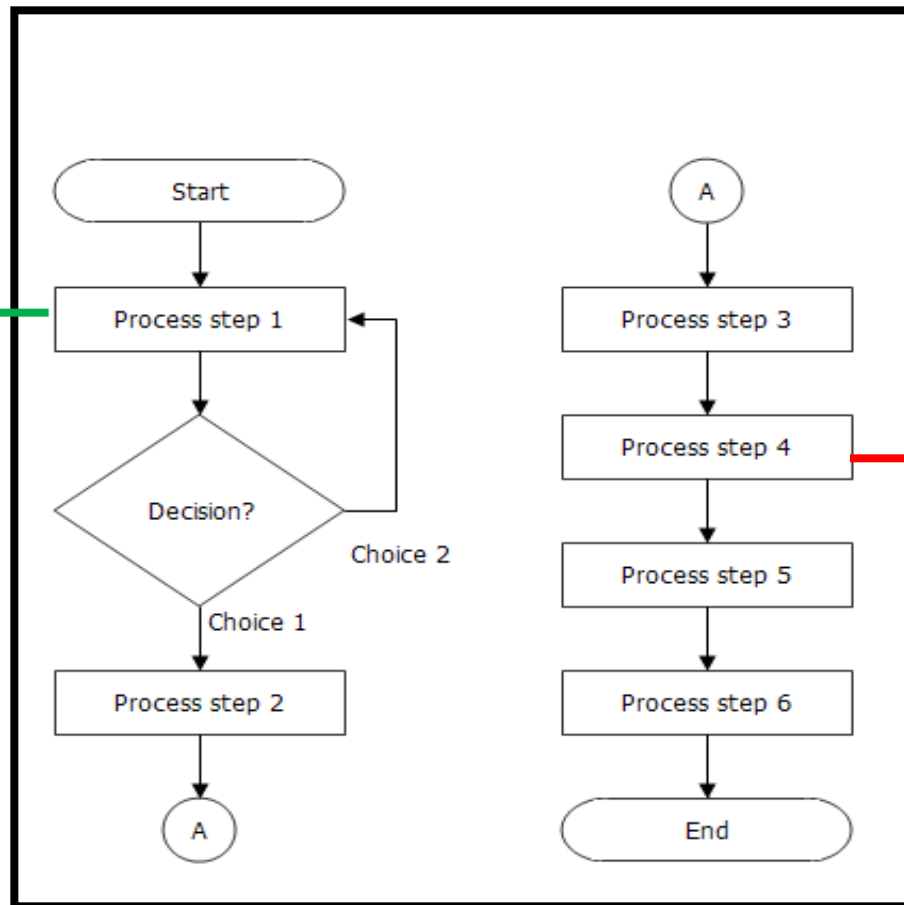 Start
Process step 1
Decision?
Choice 2
Choice 1
Process step 2
A
A
Process step 3
Process step 4
Process step 5
Process step 6
End